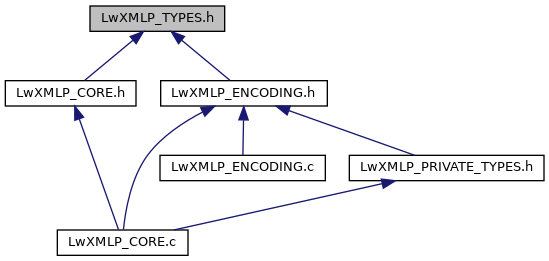 LwXMLP_TYPES.h
LwXMLP_CORE.h
LwXMLP_ENCODING.h
LwXMLP_ENCODING.c
LwXMLP_PRIVATE_TYPES.h
LwXMLP_CORE.c